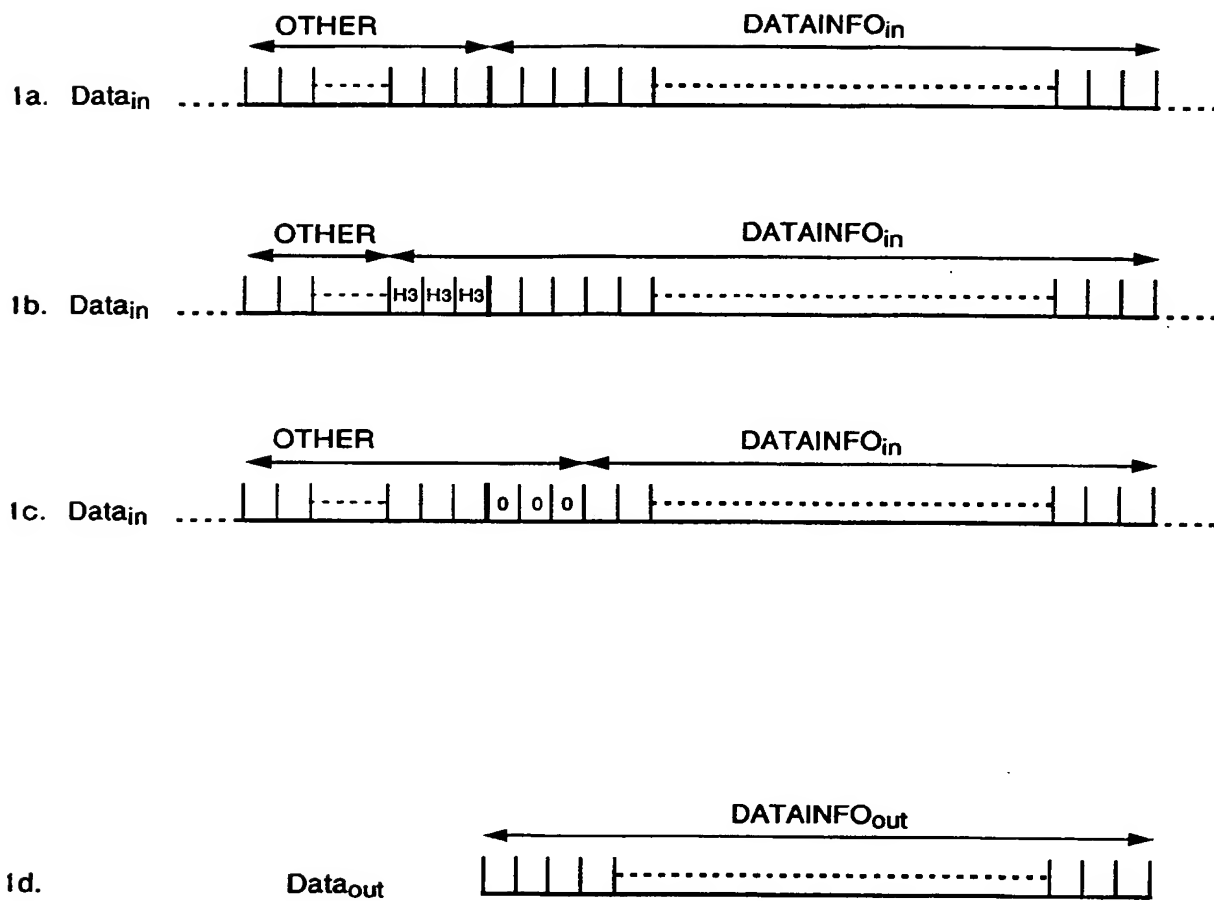 OTHER DATAINFOin
1a. Datain
OTHER DATAINFOin
1b. Datain H3 H3 H3
OTHER DATAINFOin
1c. Datain 0 0 0
DATAINFOout
1d. Dataout